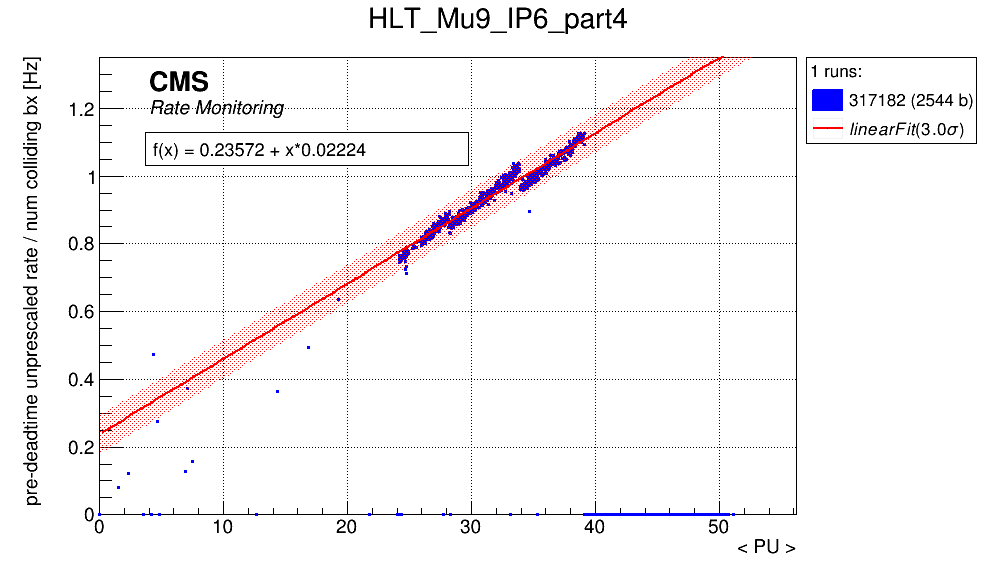 HLT_Mu9_IP6_part4
pre-deadtime unprescaled rate / num colliding bx [Hz]
CMS
Rate Monitoring
f(x) = 0.23572 + x*0.02224
1 runs:
317182 (2544 b)
linearFit(3.0σ)
1.2
1
0.8
0.6
0.4
0.2
0
0 10 20 30 40 50
< PU >